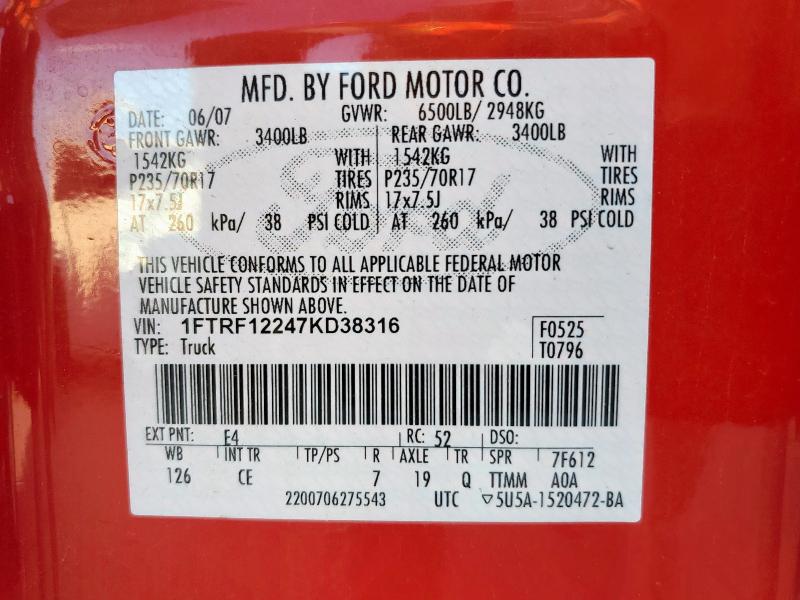 MFD. BY FORD MOTOR CO.
DATE: 06/07 GVWR: 6500LB/ 2948KG
FRONT GAWR: 3400LB REAR GAWR: 3400LB
1542KG WITH 1542KG WITH
P235/70R17 TIRES P235/70R17 TIRES
17x7.5J RIMS 17x7.5J RIMS
AT 260 kPa/ 38 PSI COLD AT 260 kPa/ 38 PSI COLD
Ford
THIS VEHICLE CONFORMS TO ALL APPLICABLE FEDERAL MOTOR
VEHICLE SAFETY STANDARDS IN EFFECT ON THE DATE OF
MANUFACTURE SHOWN ABOVE.
VIN: 1FTRF12247KD38316 F0525
TYPE: Truck T0796
EXT PNT: E4 RC: 52 DSO:
WB INT TR TP/PS R AXLE TR SPR 7F612
126 CE 7 19 Q TTMM AOA
2200706275543 UTC ▽5U5A-1520472-BA